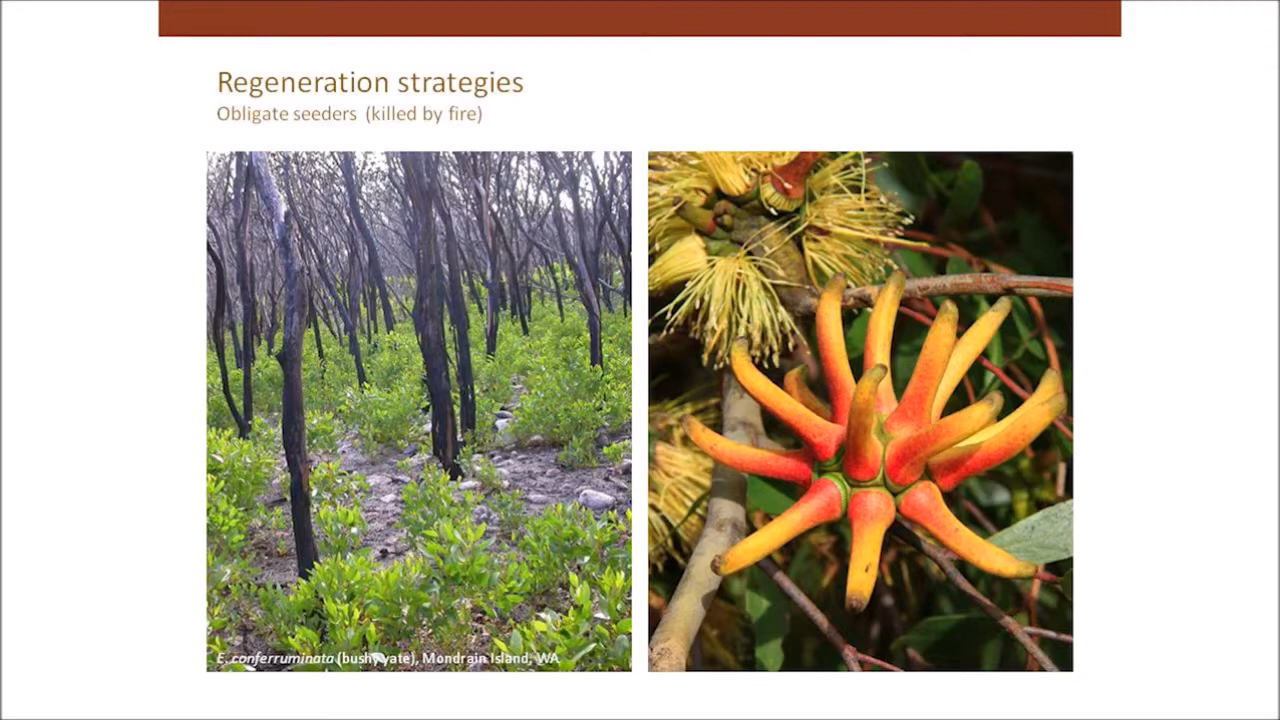 Regeneration strategies
Obligate seeders (killed by fire)
E. conferruminata (bushy yate), Mondrain Island, WA